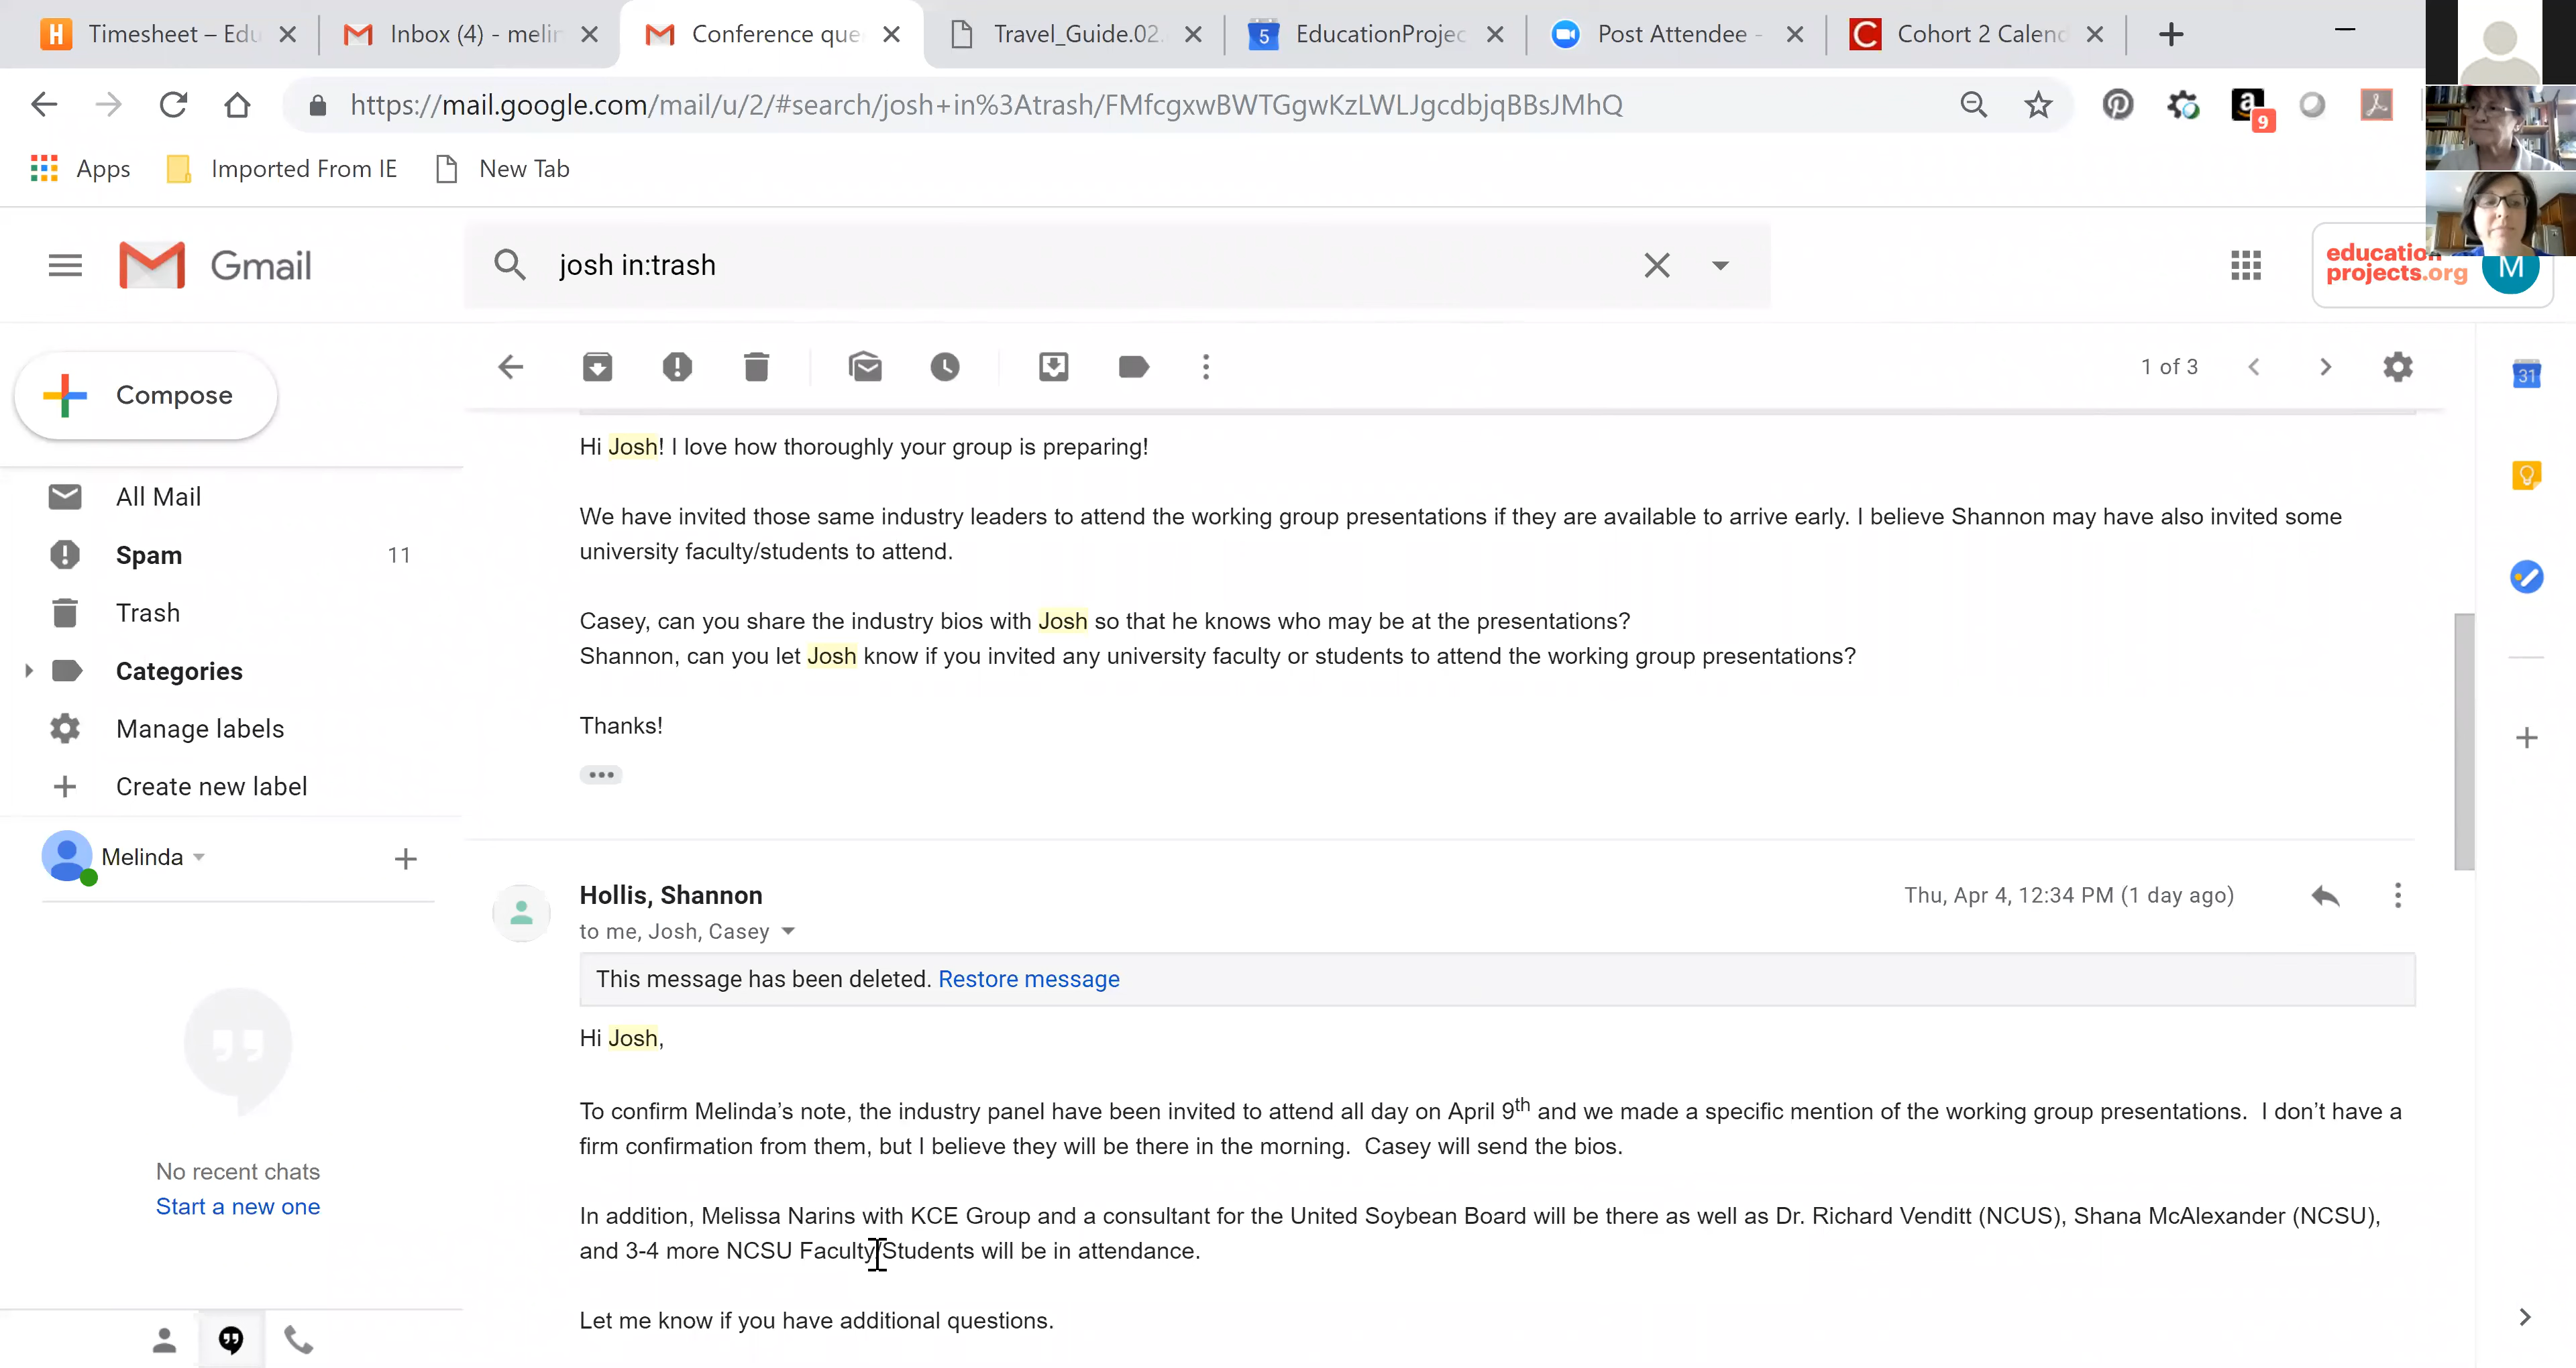 Timesheet – Edu
Inbox (4) - melin
Conference que
Travel_Guide.02.
5
EducationProjec
Post Attendee -
Cohort 2 Calend
https://mail.google.com/mail/u/2/#search/josh+in%3Atrash/FMfcgxwBWTGgwKzLWLJgcdbjqBBsJMhQ
9
Apps
Imported From IE
New Tab
Gmail
josh in:trash
education
projects.org
M
Compose
1 of 3
31
All Mail
Spam
11
Trash
Categories
Manage labels
Create new label
Melinda
No recent chats
Start a new one
Hi Josh! I love how thoroughly your group is preparing!
We have invited those same industry leaders to attend the working group presentations if they are available to arrive early. I believe Shannon may have also invited some
university faculty/students to attend.
Casey, can you share the industry bios with Josh so that he knows who may be at the presentations?
Shannon, can you let Josh know if you invited any university faculty or students to attend the working group presentations?
Thanks!
Hollis, Shannon
Thu, Apr 4, 12:34 PM (1 day ago)
to me, Josh, Casey
This message has been deleted. Restore message
Hi Josh,
To confirm Melinda’s note, the industry panel have been invited to attend all day on April 9th and we made a specific mention of the working group presentations.  I don’t have a
firm confirmation from them, but I believe they will be there in the morning.  Casey will send the bios.
In addition, Melissa Narins with KCE Group and a consultant for the United Soybean Board will be there as well as Dr. Richard Venditt (NCUS), Shana McAlexander (NCSU),
and 3-4 more NCSU Faculty/Students will be in attendance.
Let me know if you have additional questions.